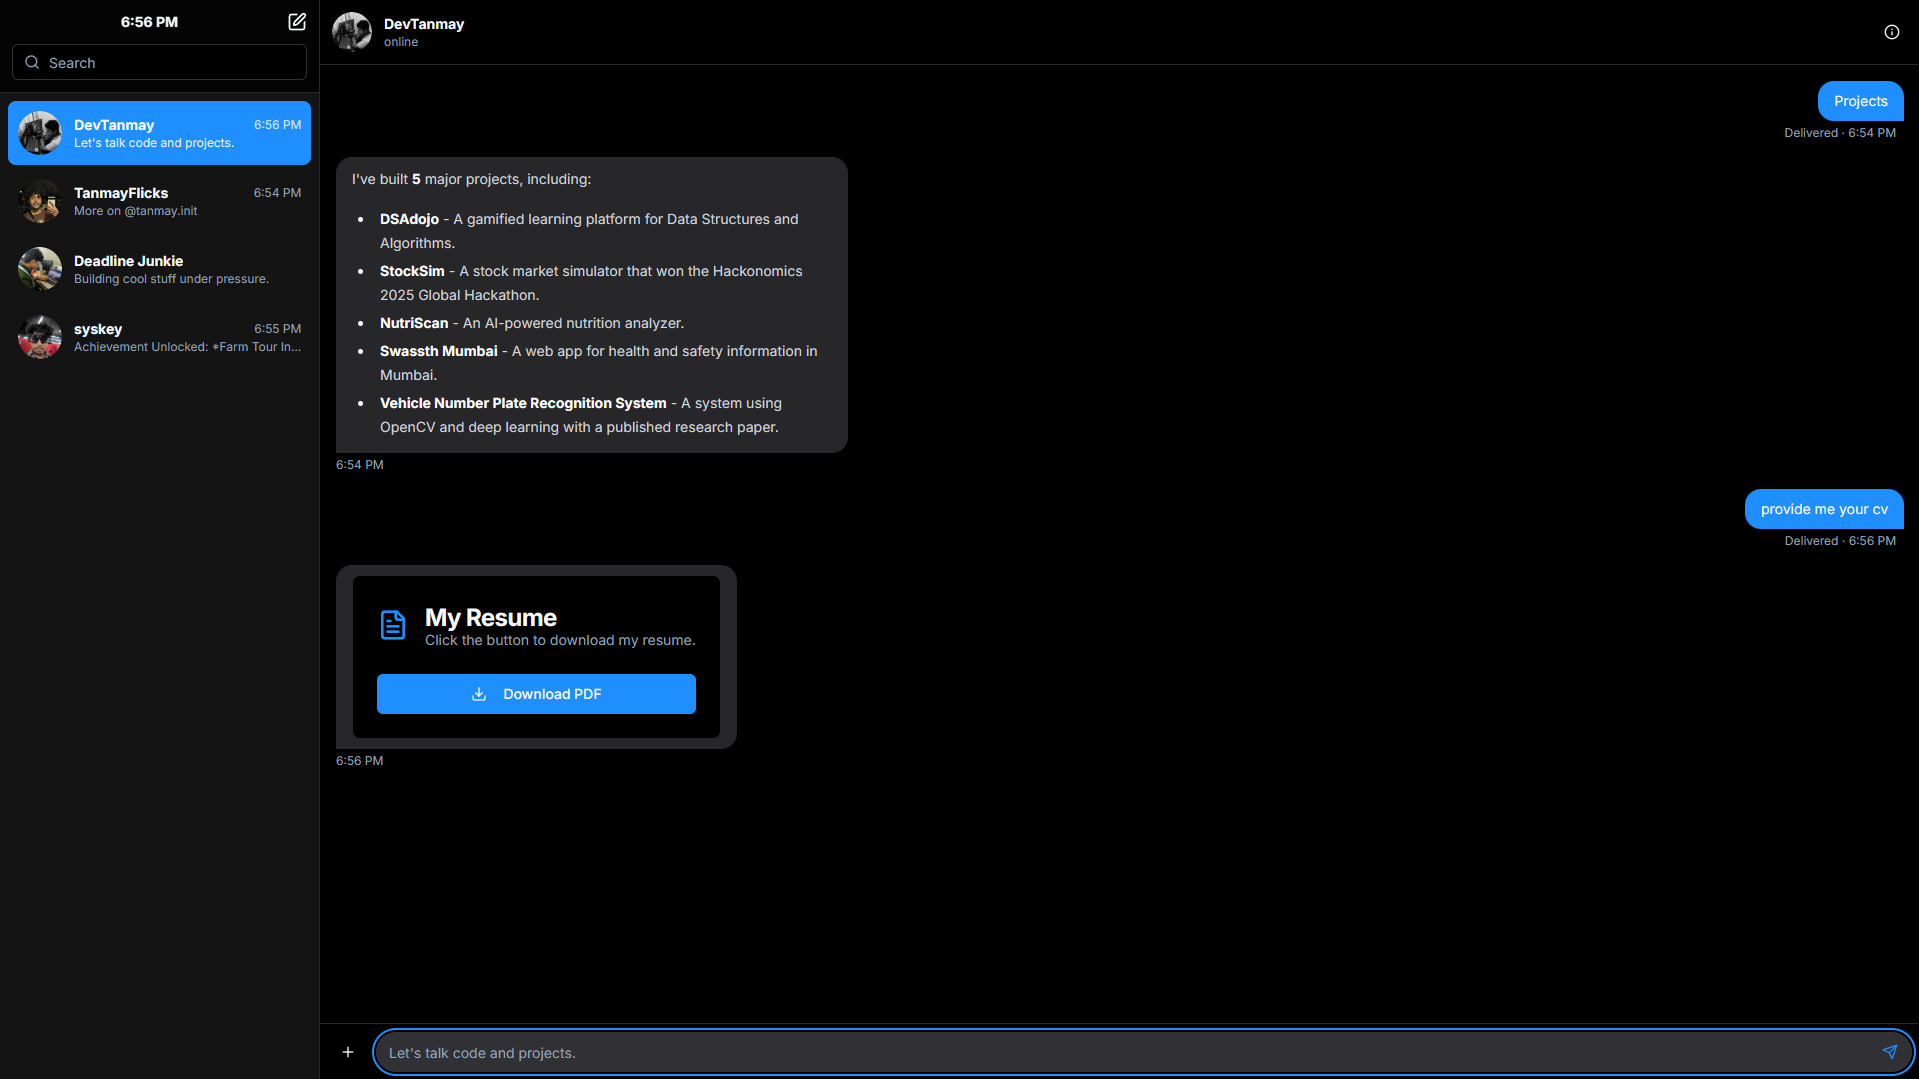 6:56 PM
Search
DevTanmay
6:56 PM
Let's talk code and projects.
TanmayFlicks
6:54 PM
More on @tanmay.init
Deadline Junkie
Building cool stuff under pressure.
syskey
6:55 PM
Achievement Unlocked: *Farm Tour In...
DevTanmay
online
Projects
Delivered · 6:54 PM
I've built 5 major projects, including:
• DSAdojo - A gamified learning platform for Data Structures and
Algorithms.
• StockSim - A stock market simulator that won the Hackonomics
2025 Global Hackathon.
• NutriScan - An AI-powered nutrition analyzer.
• Swassth Mumbai - A web app for health and safety information in
Mumbai.
• Vehicle Number Plate Recognition System - A system using
OpenCV and deep learning with a published research paper.
6:54 PM
provide me your cv
Delivered · 6:56 PM
My Resume
Click the button to download my resume.
Download PDF
6:56 PM
Let's talk code and projects.